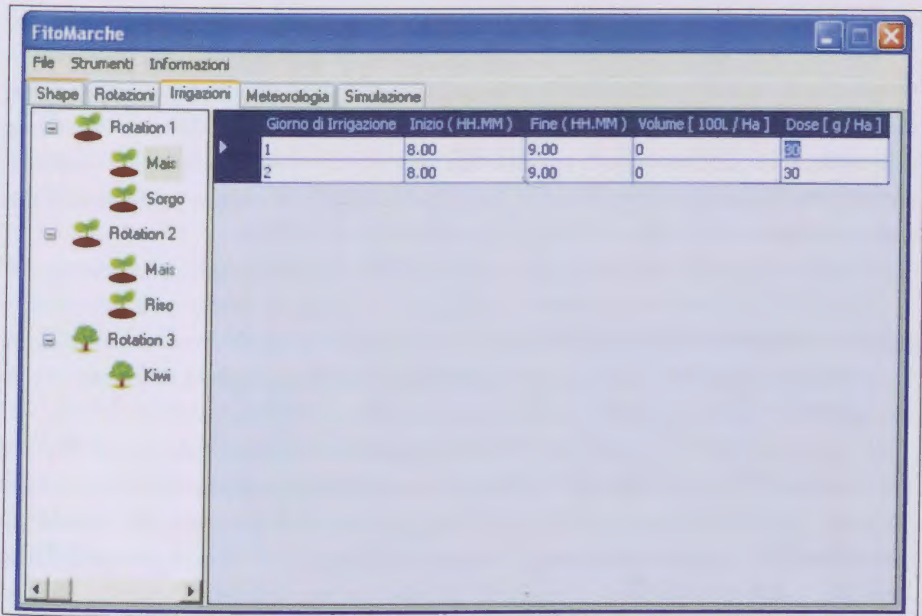 FitoMarche
File Strumenti Informazioni
Shape Rotazioni Irrigazioni Meteorologia Simulazione
Rotation 1
Mais
Sorgo
Rotation 2
Mais
Riso
Rotation 3
Kiwi
Giorno di Irrigazione Inizio ( HH.MM ) Fine ( HH.MM ) Volume [ 100L / Ha ] Dose [ g / Ha ]
1 8.00 9.00 0 30
2 8.00 9.00 0 30